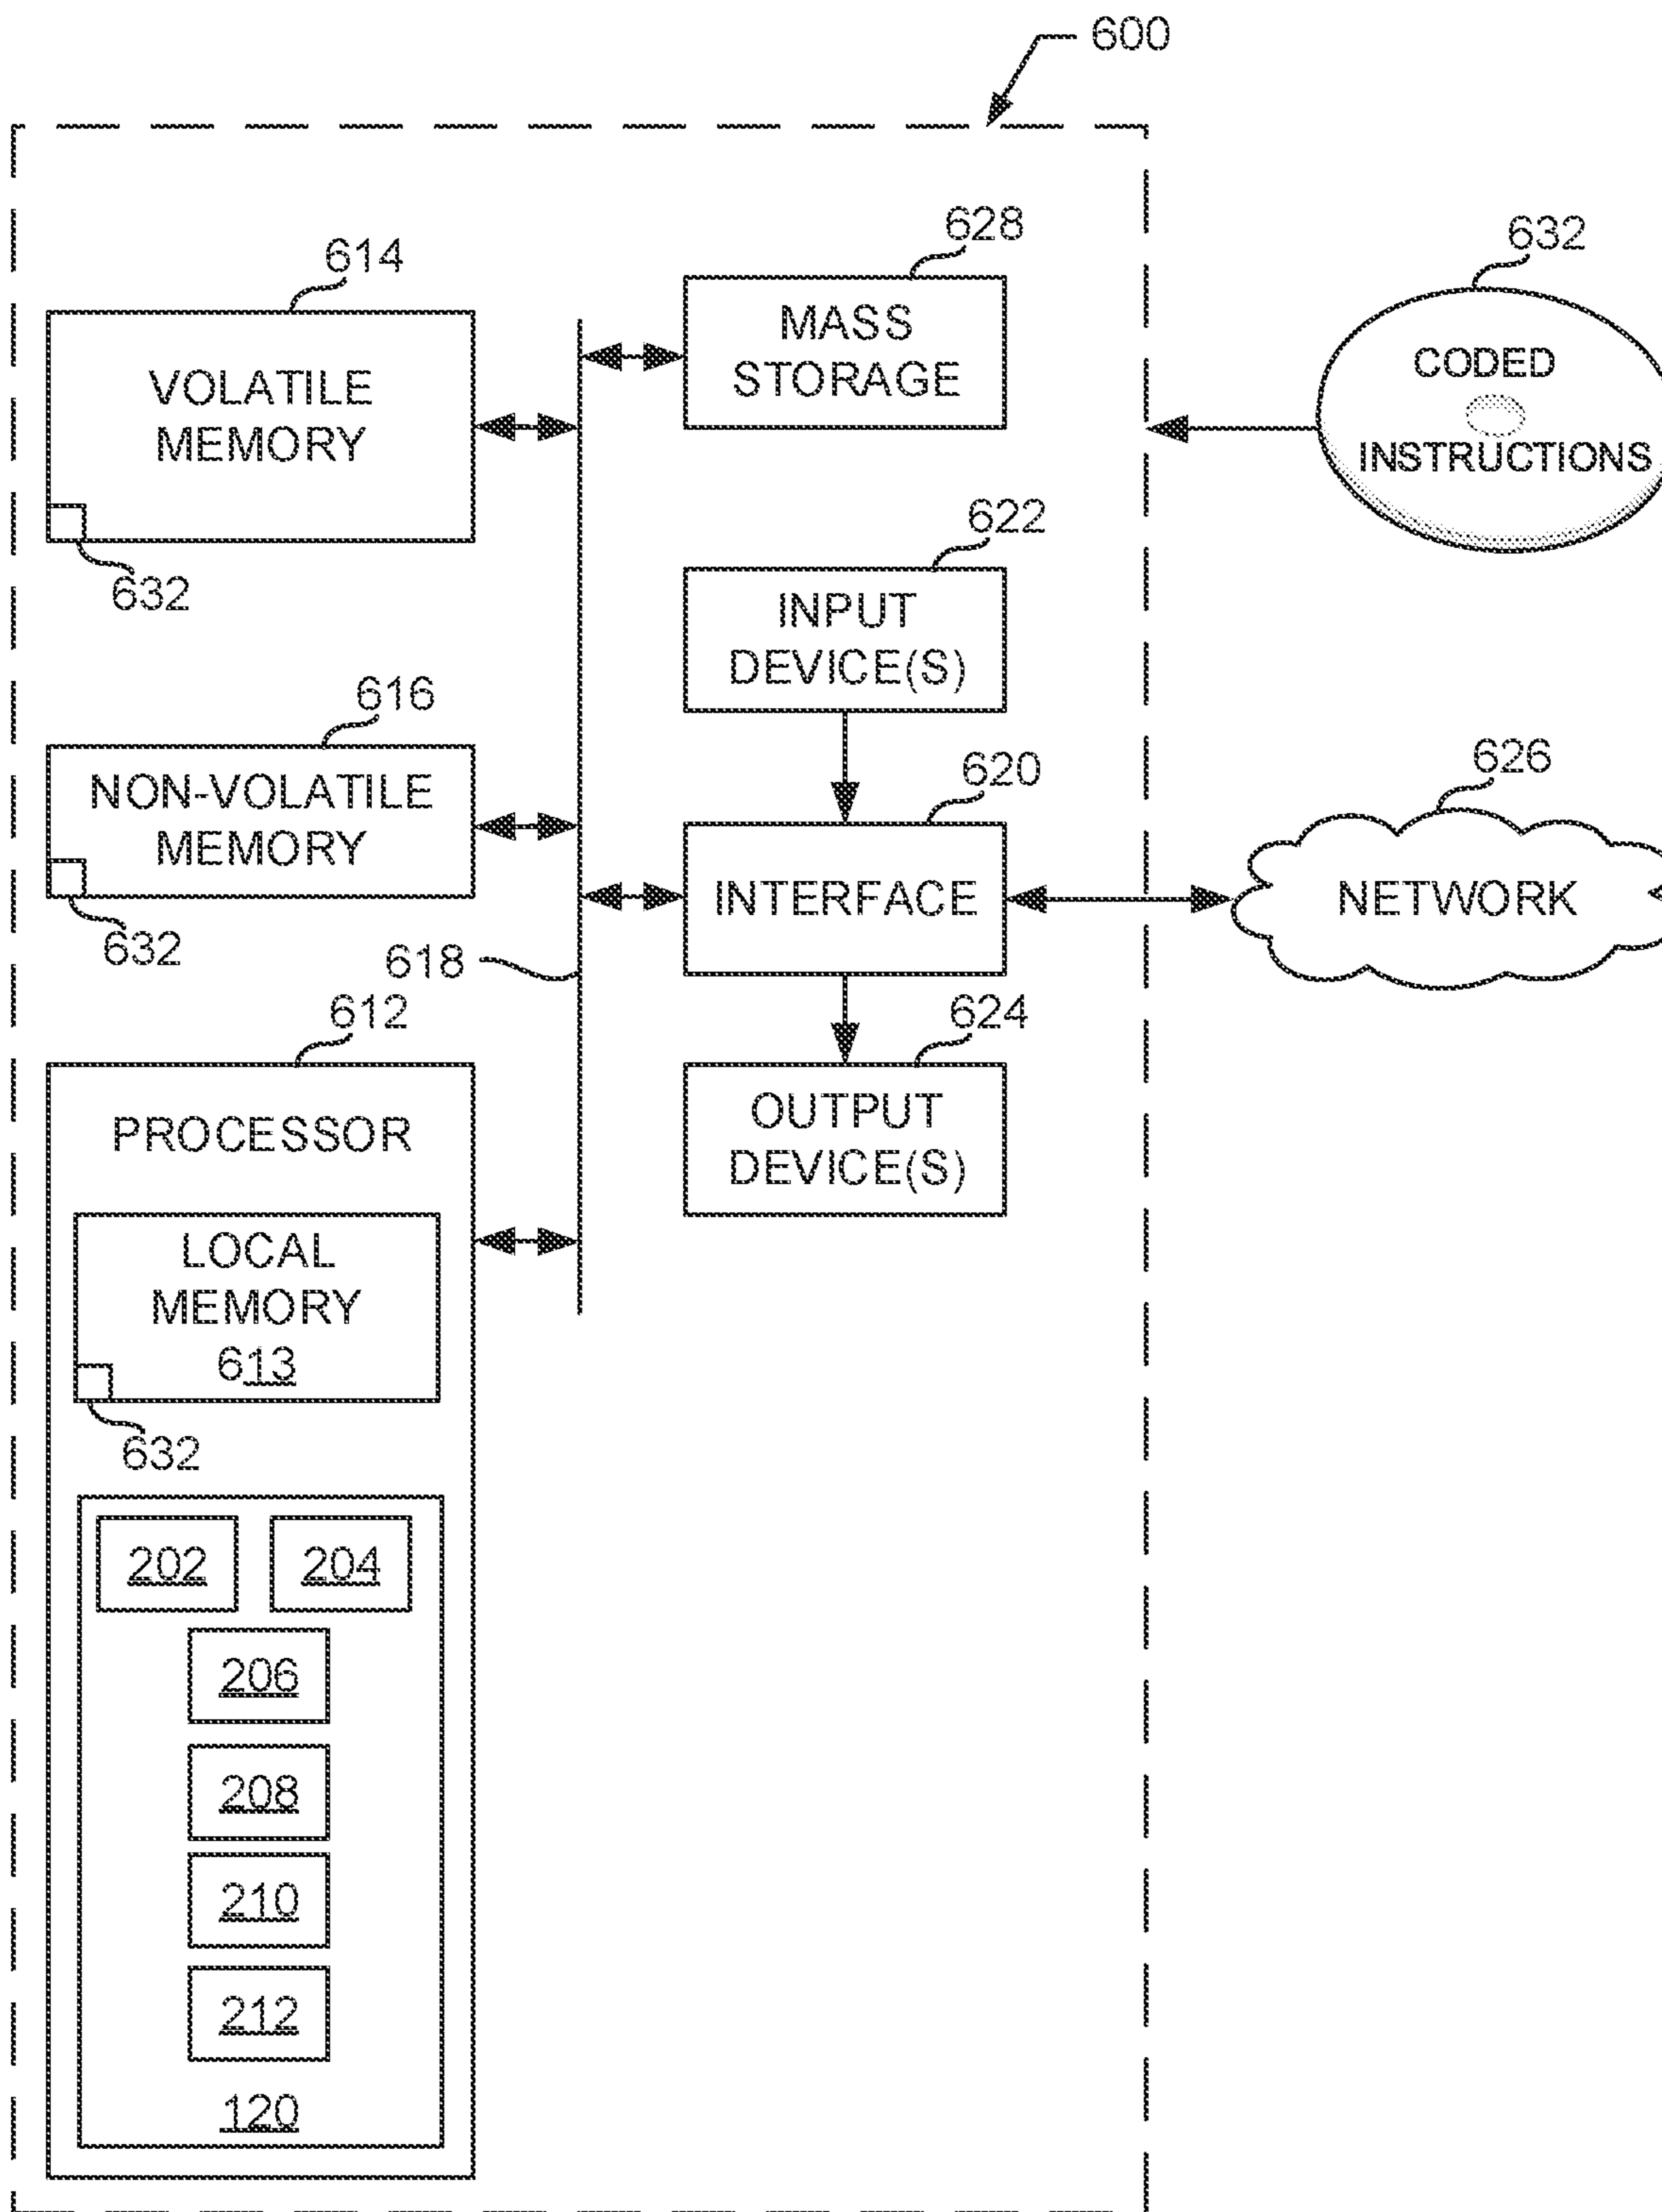 600
628
632
614
MASS
STORAGE
CODED
INSTRUCTIONS
VOLATILE
MEMORY
622
632
INPUT
DEVICE(S)
616
620
626
NON-VOLATILE
MEMORY
INTERFACE
NETWORK
632
618
612
624
PROCESSOR
OUTPUT
DEVICE(S)
LOCAL
MEMORY
613
632
202
204
206
208
210
212
120